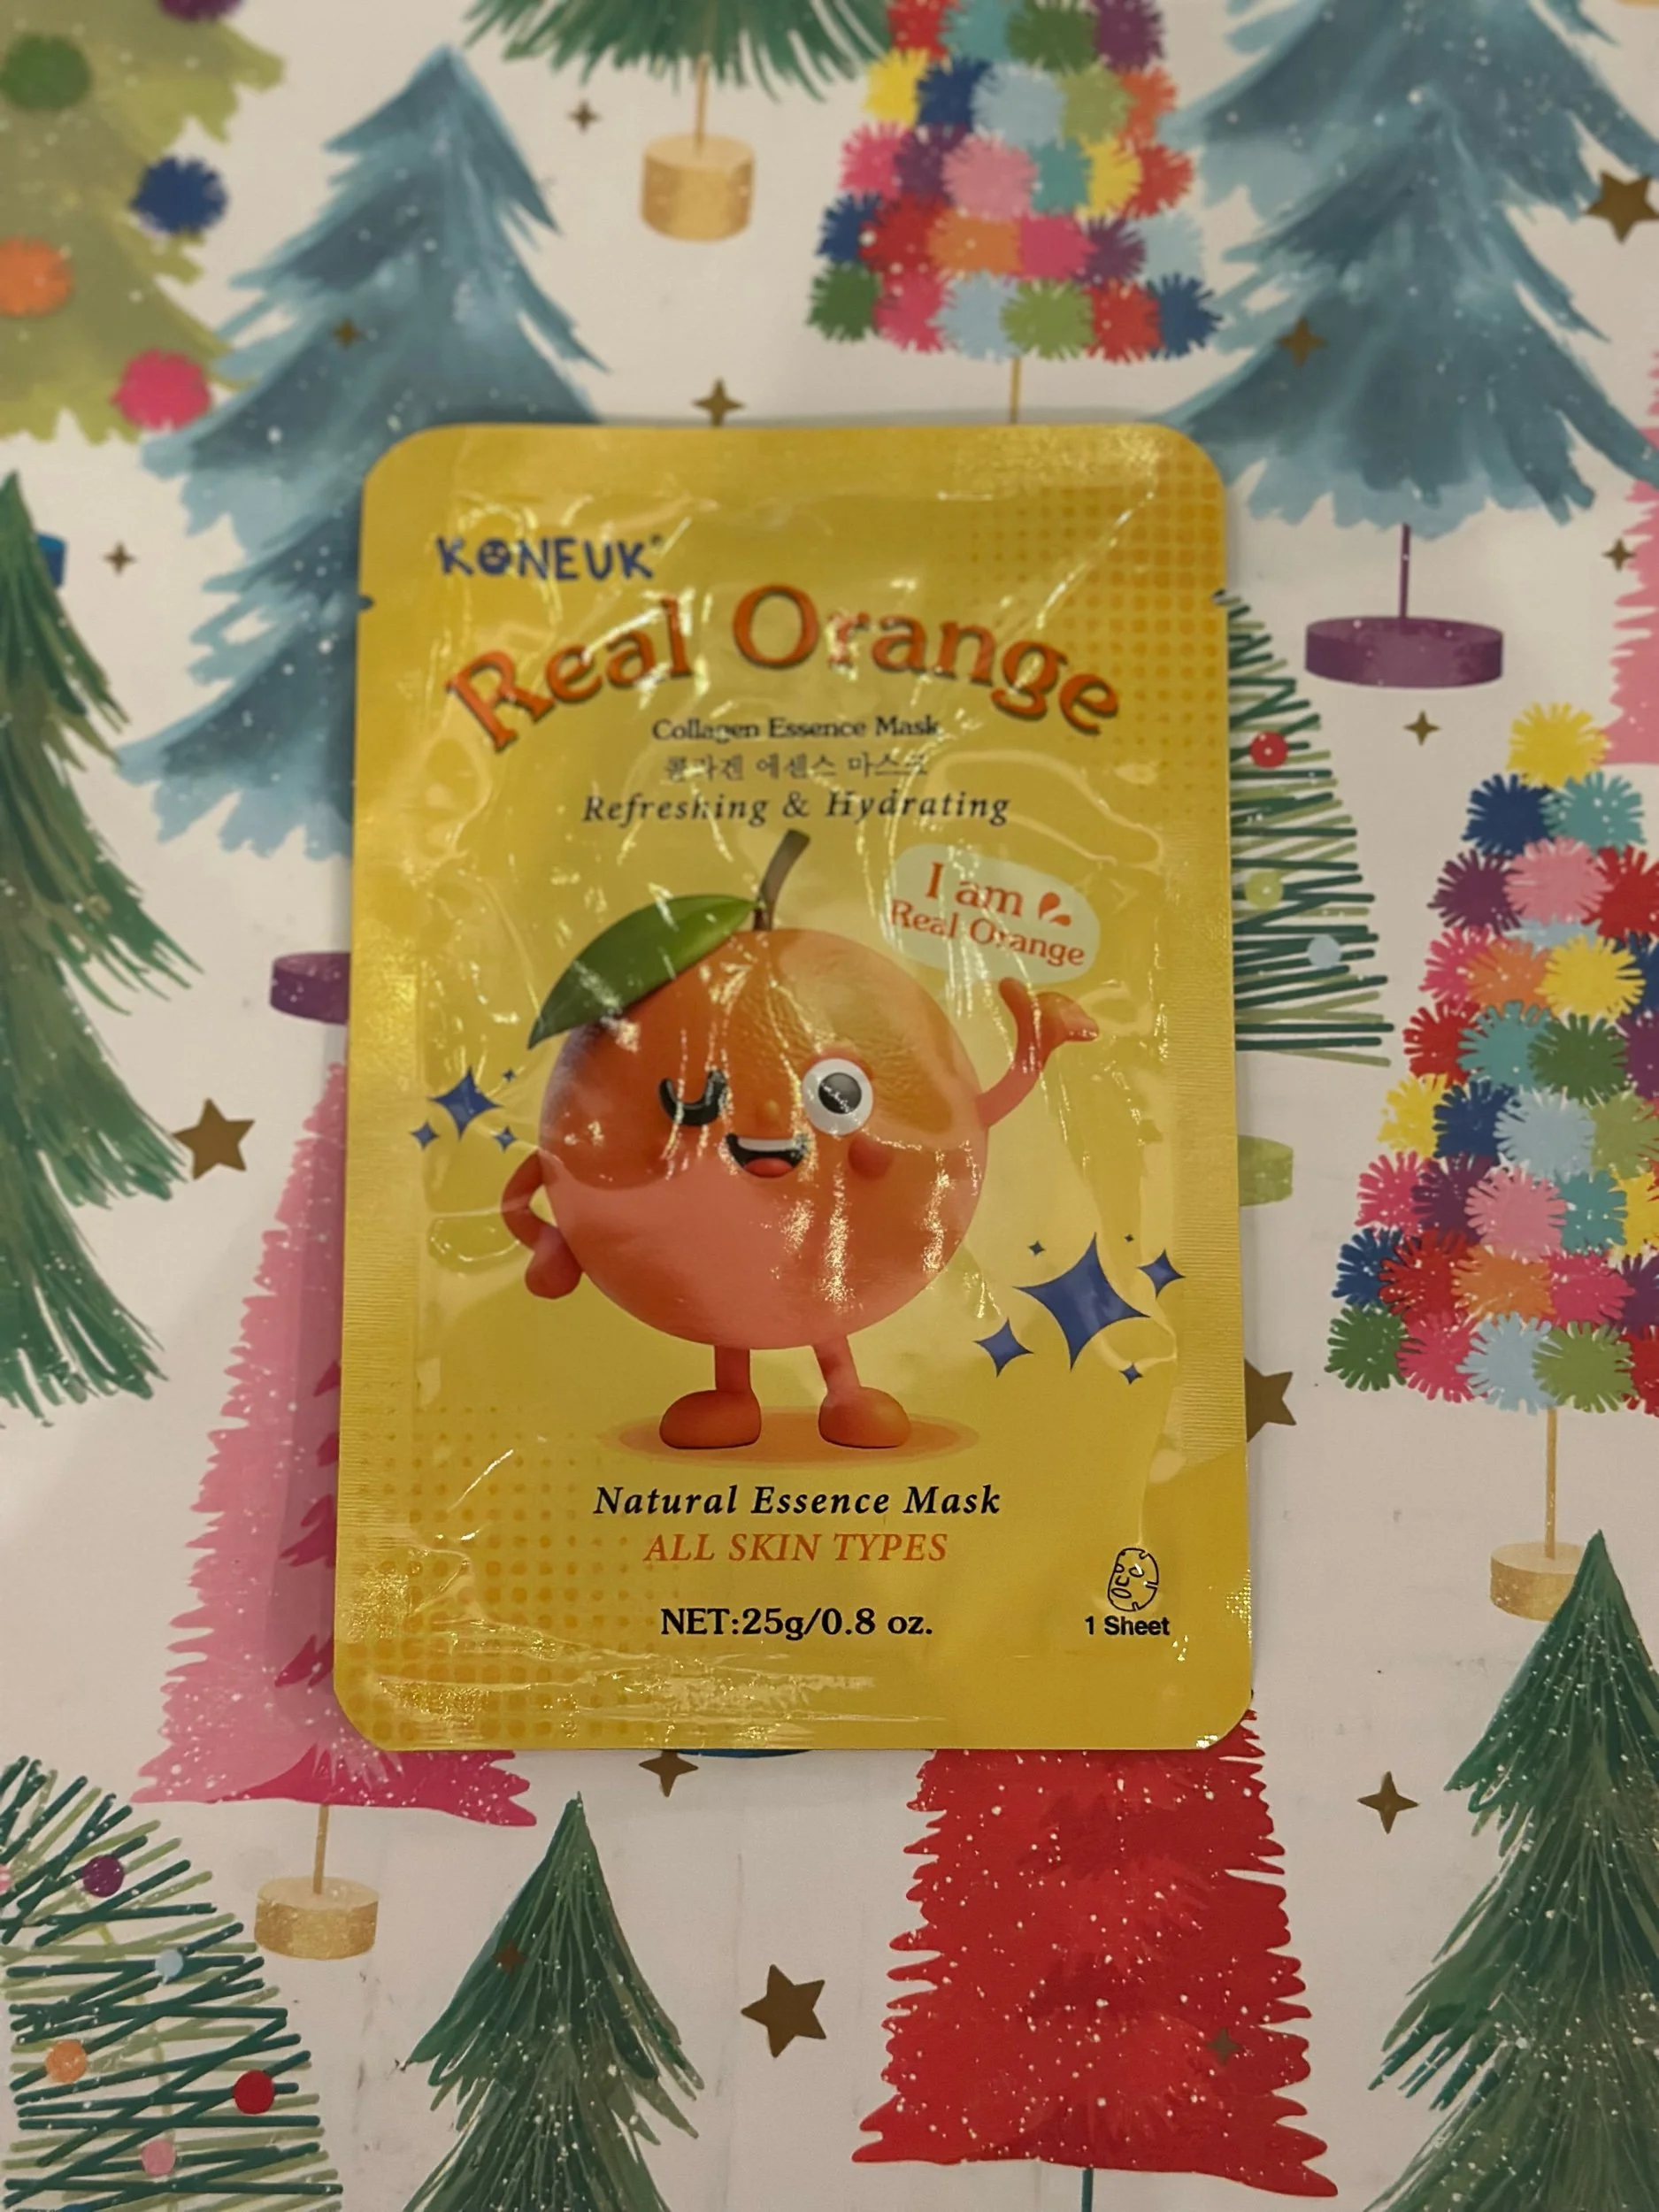 KONEUK
Real Orange
Collagen Essence Mask
콜라겐 에센스 마스크
Refreshing & Hydrating
I am
Real Orange
Natural Essence Mask
ALL SKIN TYPES
NET:25g/0.8 oz.
1 Sheet